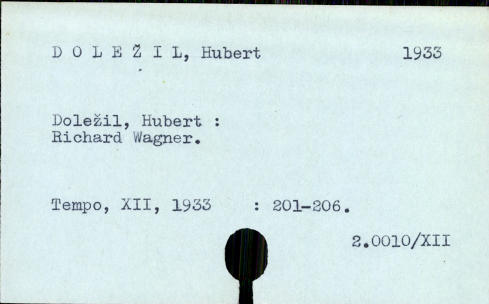 D O L E Ž I L, Hubert 1933
Doležil, Hubert :
Richard Wagner.
Tempo, XII, 1933 : 201-206.
2.0010/XII